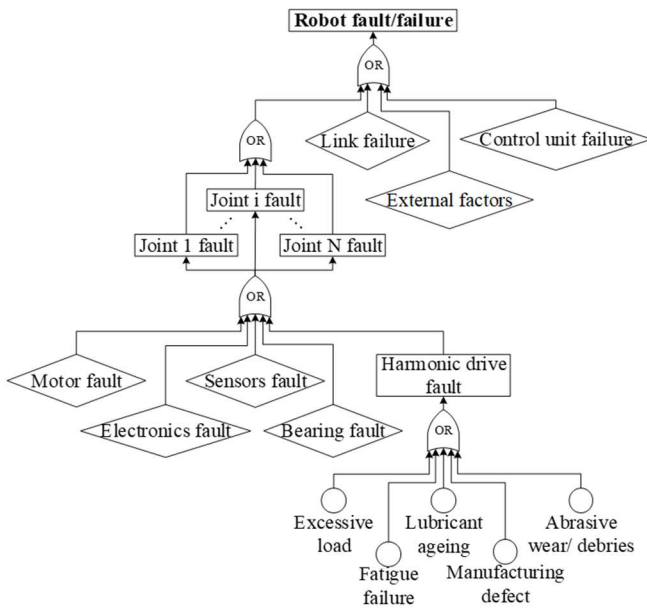 Robot fault/failure
OR
Link failure
Control unit failure
OR
External factors
Joint i fault
Joint 1 fault
Joint N fault
OR
Motor fault
Sensors fault
Harmonic drive
fault
Electronics fault
Bearing fault
OR
Excessive
load
Lubricant
ageing
Abrasive
wear/ debries
Fatigue
failure
Manufacturing
defect